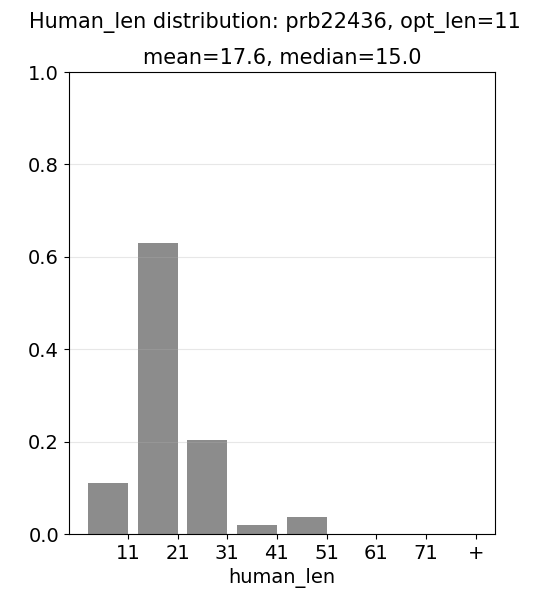 Human_len distribution: prb22436, opt_len=11
mean=17.6, median=15.0
1.0
0.8
0.6
0.4
0.2
0.0
11 21 31 41 51 61 71 +
human_len